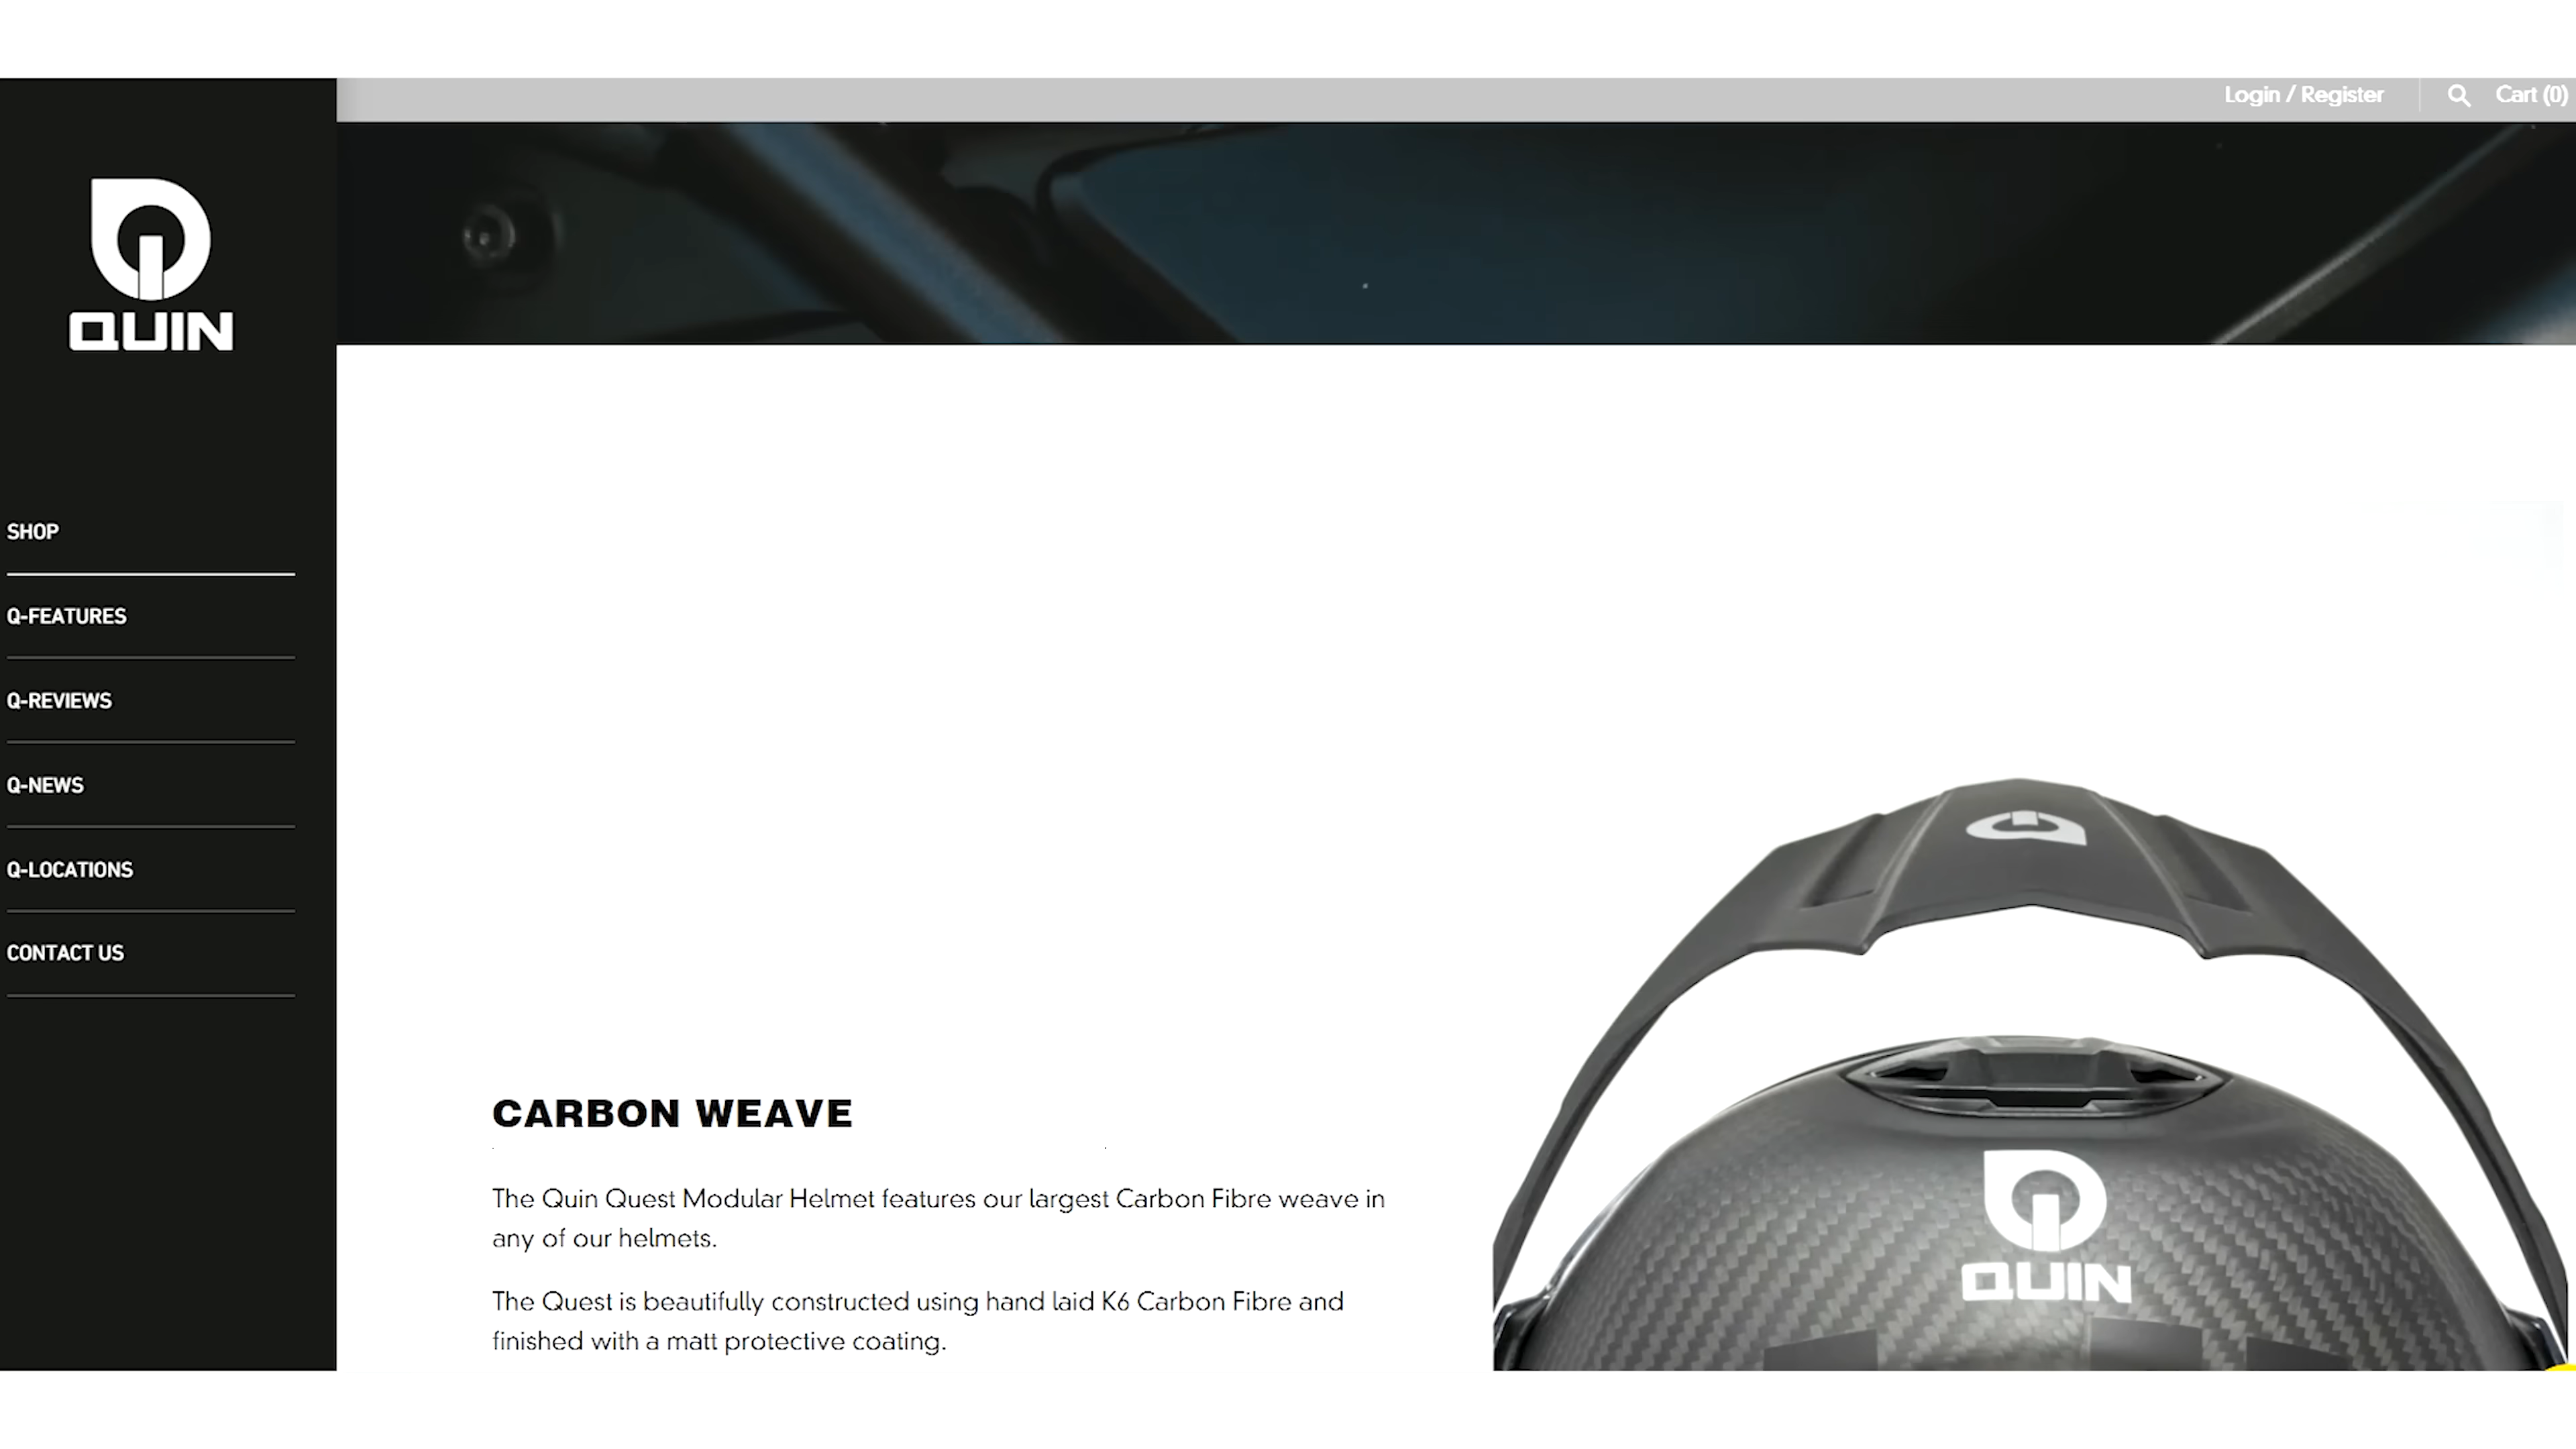 Login / Register
Cart (0)
QUIN
SHOP
Q-FEATURES
Q-REVIEWS
Q-NEWS
Q-LOCATIONS
CONTACT US
CARBON WEAVE
The Quin Quest Modular Helmet features our largest Carbon Fibre weave in
any of our helmets.
The Quest is beautifully constructed using hand laid K6 Carbon Fibre and
finished with a matt protective coating.
QUIN